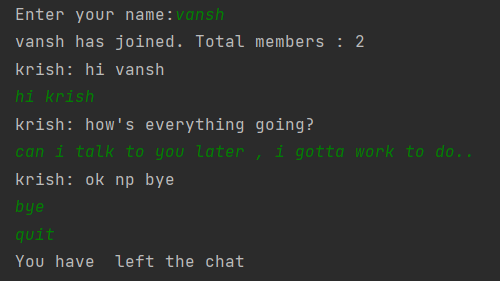 Enter your name:vansh
vansh has joined. Total members : 2
krish: hi vansh
hi krish
krish: how's everything going?
can i talk to you later , i gotta work to do..
krish: ok np bye
bye
quit
You have  left the chat